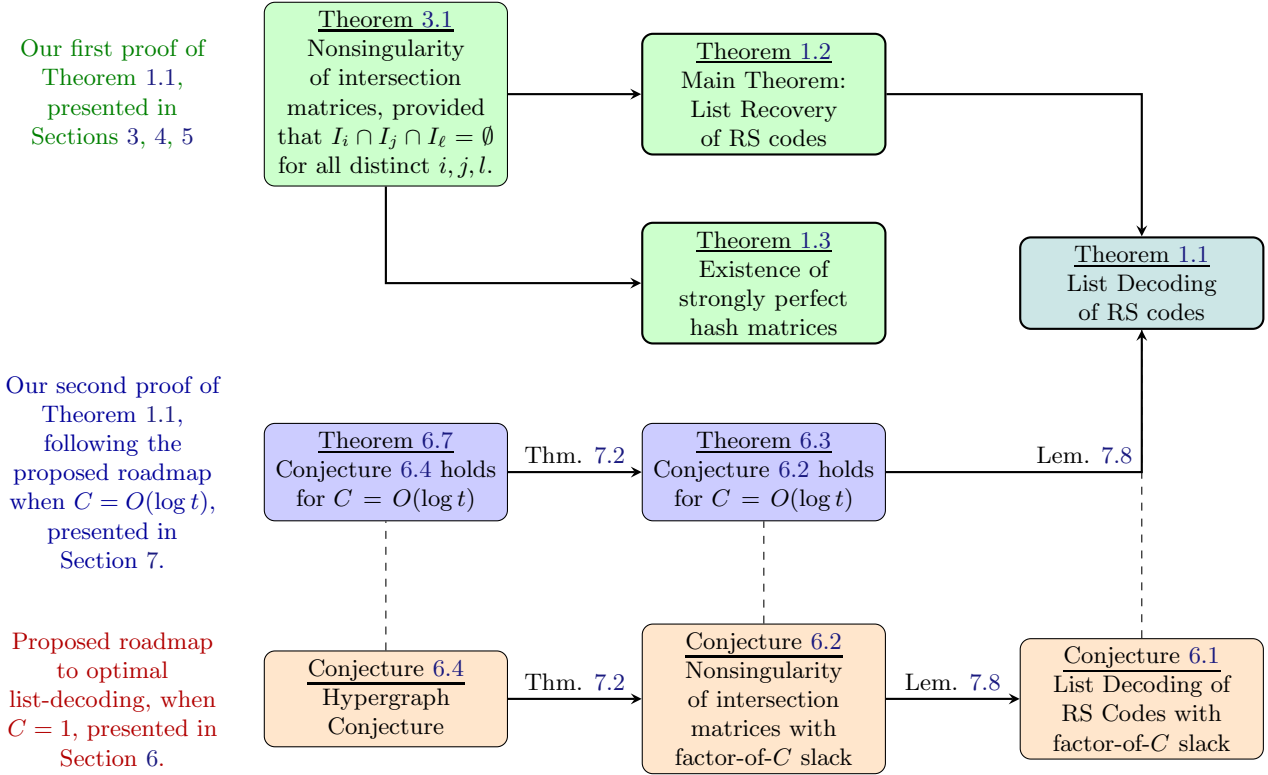 Our first proof of
Theorem 1.1,
presented in
Sections 3, 4, 5
Theorem 3.1
Nonsingularity
of intersection
matrices, provided
that I_i ∩ I_j ∩ I_ℓ = ∅
for all distinct i, j, l.
Theorem 1.2
Main Theorem:
List Recovery
of RS codes
Theorem 1.3
Existence of
strongly perfect
hash matrices
Theorem 1.1
List Decoding
of RS codes
Our second proof of
Theorem 1.1,
following the
proposed roadmap
when C = O(log t),
presented in
Section 7.
Theorem 6.7
Conjecture 6.4 holds
for C = O(log t)
Thm. 7.2
Theorem 6.3
Conjecture 6.2 holds
for C = O(log t)
Lem. 7.8
Proposed roadmap
to optimal
list-decoding, when
C = 1, presented in
Section 6.
Conjecture 6.4
Hypergraph
Conjecture
Thm. 7.2
Conjecture 6.2
Nonsingularity
of intersection
matrices with
factor-of-C slack
Lem. 7.8
Conjecture 6.1
List Decoding of
RS Codes with
factor-of-C slack